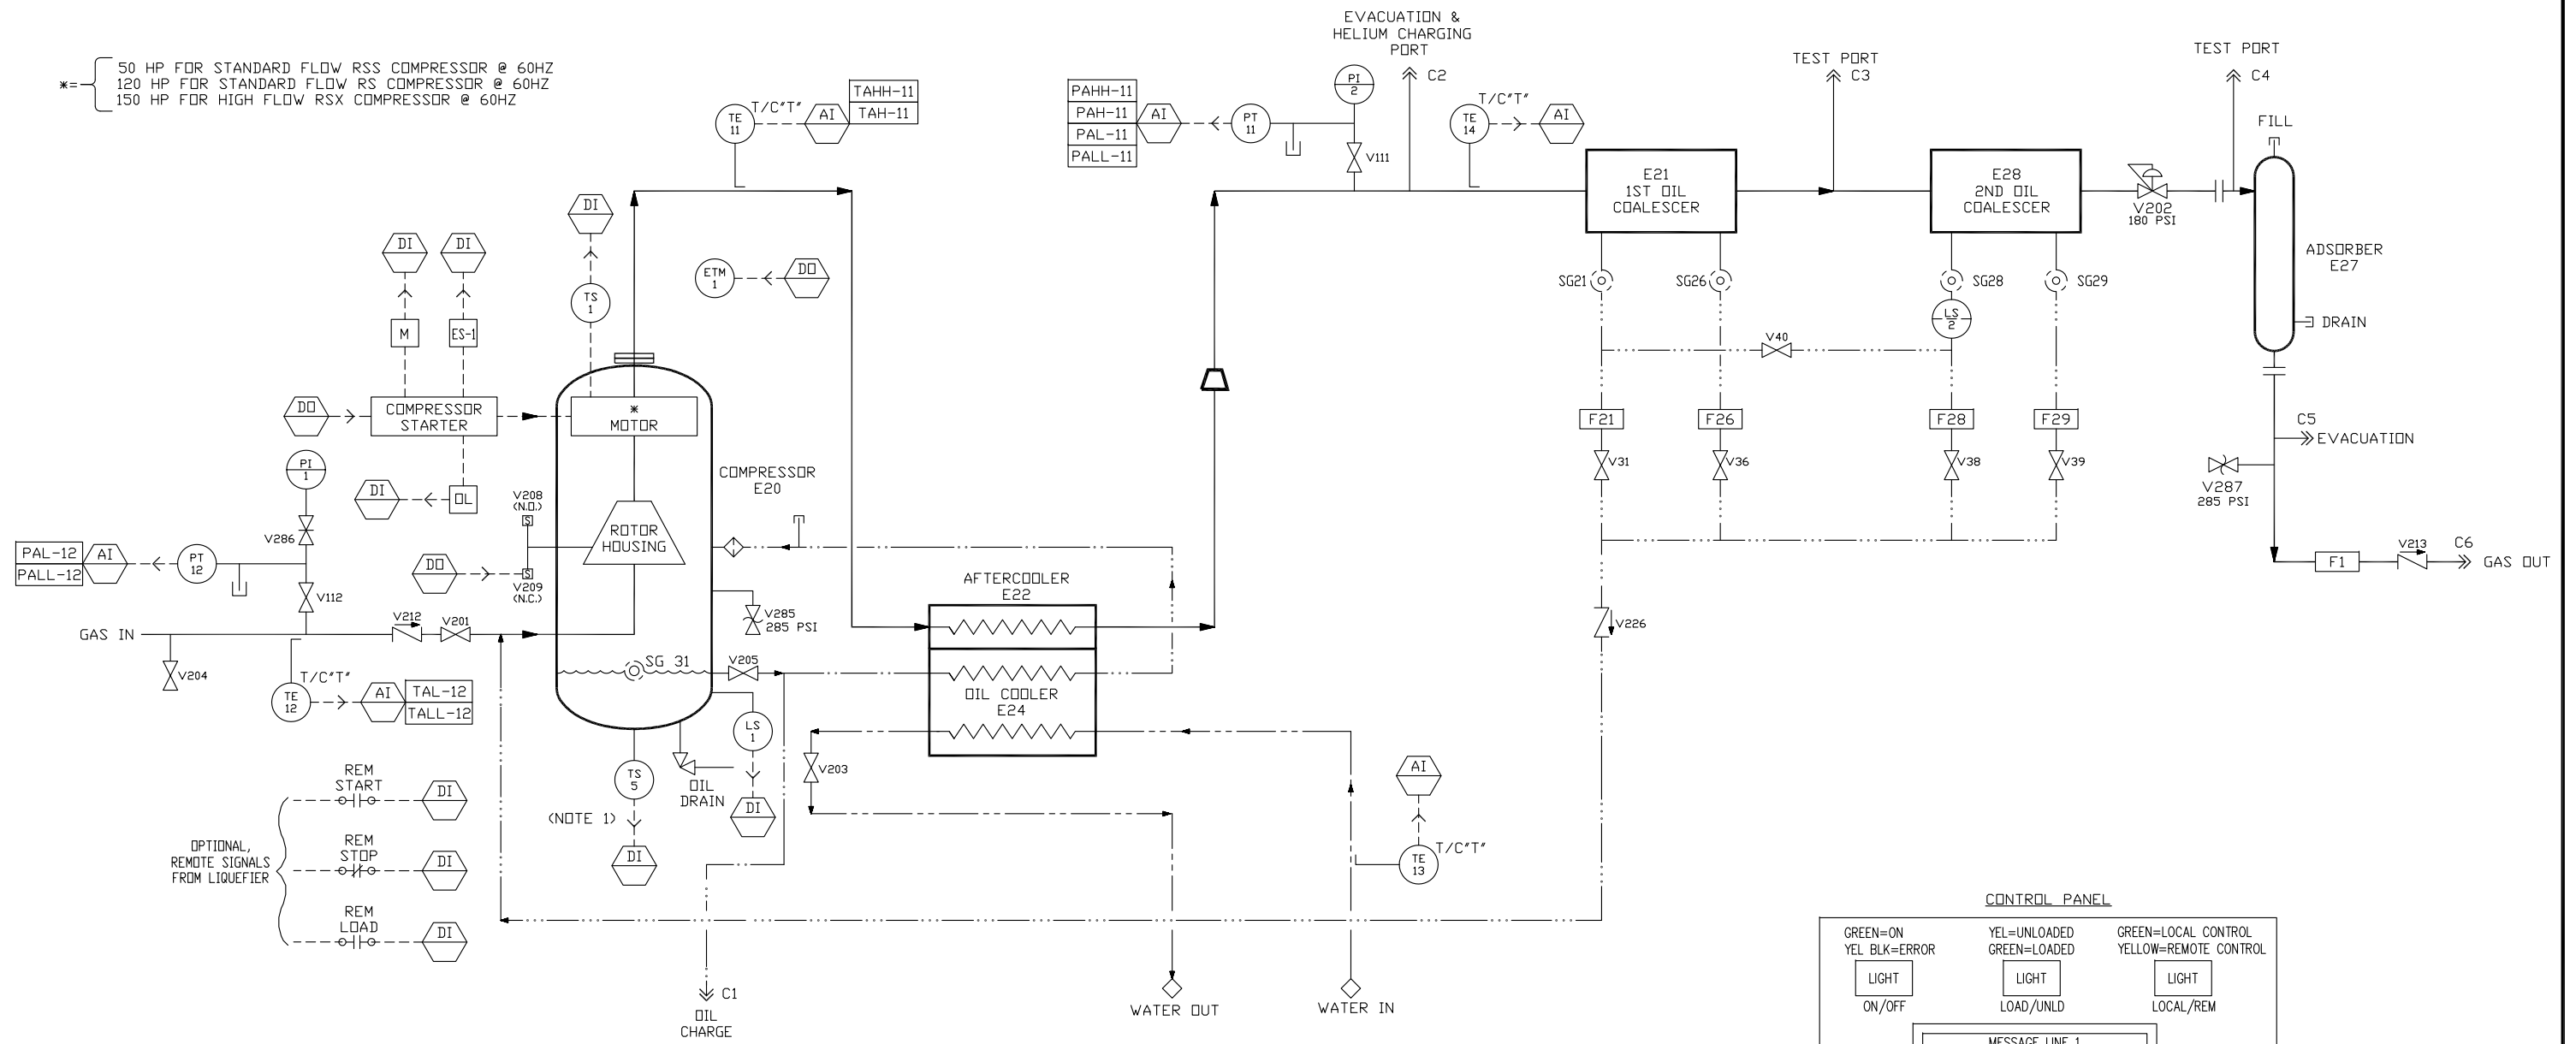 EVACUATION &
HELIUM CHARGING
PORT
C2
TEST PORT
C3
TEST PORT
C4
*=
50 HP FOR STANDARD FLOW RSS COMPRESSOR @ 60HZ
120 HP FOR STANDARD FLOW RS COMPRESSOR @ 60HZ
150 HP FOR HIGH FLOW RSX COMPRESSOR @ 60HZ
TE
11
T/C"T"
AI
TAHH-11
TAH-11
PAHH-11
PAH-11
PAL-11
PALL-11
AI
PT
11
PI
2
V111
TE
14
T/C"T"
AI
E21
1ST OIL
COALESCER
E28
2ND OIL
COALESCER
V202
180 PSI
FILL
ADSORBER
E27
DRAIN
DI
DI
DI
TS
1
ETM
1
DO
M
ES-1
SG21
SG26
SG28
SG29
LS
2
V40
DO
COMPRESSOR
STARTER
*
MOTOR
F21
F26
F28
F29
V31
V36
V38
V39
C5
EVACUATION
V287
285 PSI
PI
1
DI
OL
V208
(N.O.)
COMPRESSOR
E20
ROTOR
HOUSING
V286
PAL-12
PALL-12
AI
PT
12
DO
V209
(N.C.)
V112
F1
V213
C6
GAS OUT
AFTERCOOLER
E22
V285
285 PSI
V226
GAS IN
V212
V201
V204
SG 31
V205
OIL COOLER
E24
T/C"T"
TE
12
AI
TAL-12
TALL-12
LS
1
TS
5
V203
OIL
DRAIN
DI
(NOTE 1)
DI
AI
TE
13
T/C"T"
OPTIONAL,
REMOTE SIGNALS
FROM LIQUEFIER
REM
START
DI
REM
STOP
DI
REM
LOAD
DI
C1
OIL
CHARGE
WATER OUT
WATER IN
CONTROL PANEL
GREEN=ON
YEL BLK=ERROR
YEL=UNLOADED
GREEN=LOADED
GREEN=LOCAL CONTROL
YELLOW=REMOTE CONTROL
LIGHT
LIGHT
LIGHT
ON/OFF
LOAD/UNLD
LOCAL/REM
MESSAGE LINE 1